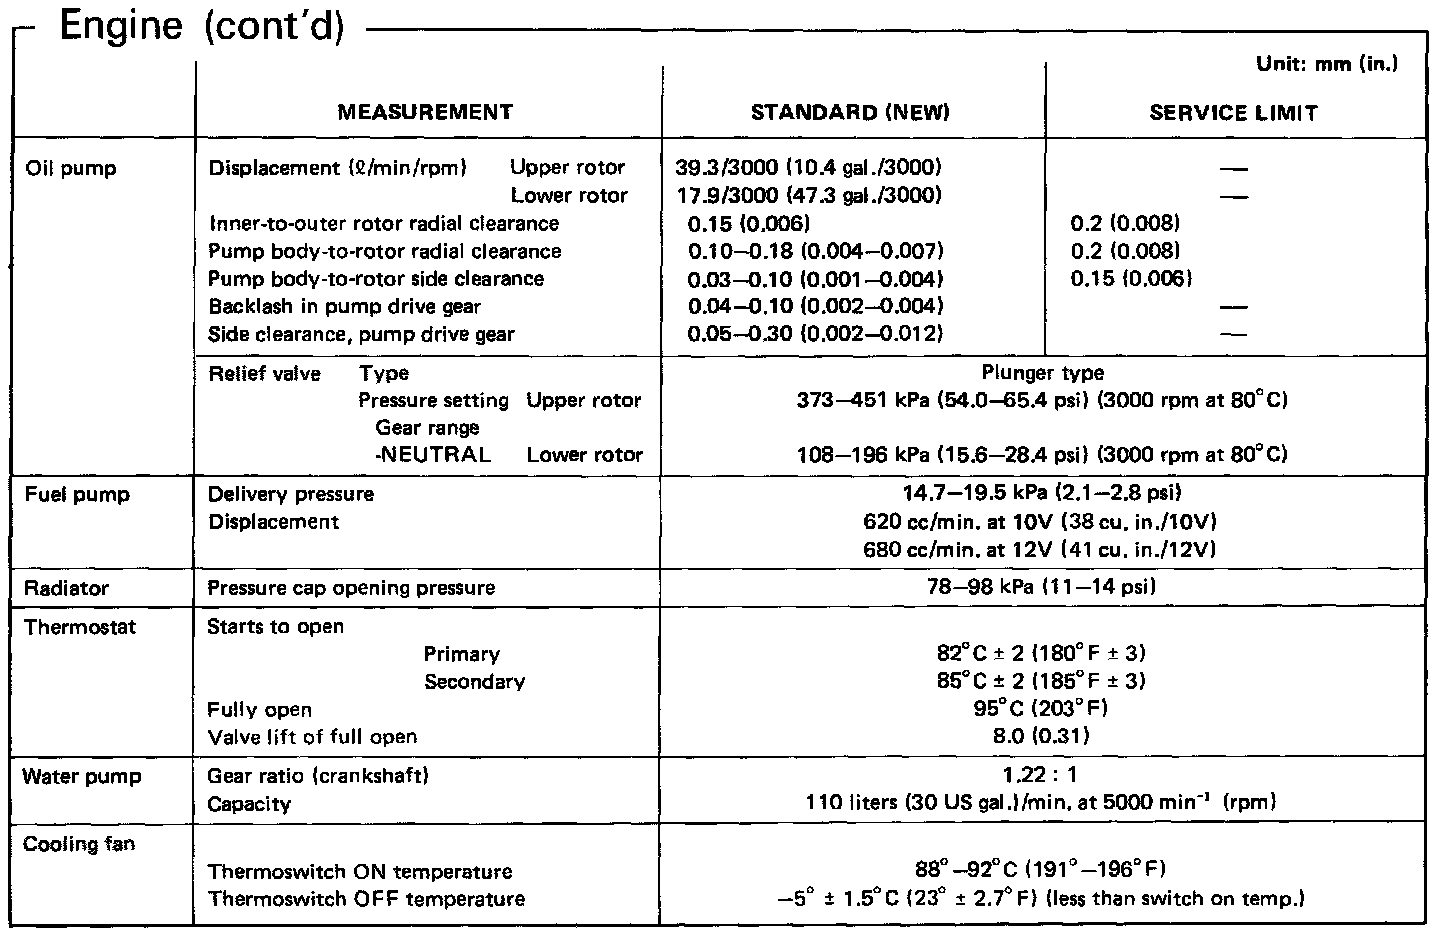 Engine (cont'd)
Unit: mm (in.)
MEASUREMENT STANDARD (NEW) SERVICE LIMIT
Oil pump Displacement (ℓ/min/rpm) Upper rotor 39.3/3000 (10.4 gal./3000) —
Lower rotor 17.9/3000 (47.3 gal./3000) —
Inner-to-outer rotor radial clearance 0.15 (0.006) 0.2 (0.008)
Pump body-to-rotor radial clearance 0.10—0.18 (0.004—0.007) 0.2 (0.008)
Pump body-to-rotor side clearance 0.03—0.10 (0.001—0.004) 0.15 (0.006)
Backlash in pump drive gear 0.04—0.10 (0.002—0.004) —
Side clearance, pump drive gear 0.05—0.30 (0.002—0.012) —
Relief valve Type Plunger type
Pressure setting Upper rotor 373—451 kPa (54.0—65.4 psi) (3000 rpm at 80°C)
Gear range
-NEUTRAL Lower rotor 108—196 kPa (15.6—28.4 psi) (3000 rpm at 80°C)
Fuel pump Delivery pressure 14.7—19.5 kPa (2.1—2.8 psi)
Displacement 620 cc/min. at 10V (38 cu. in./10V)
680 cc/min. at 12V (41 cu. in./12V)
Radiator Pressure cap opening pressure 78—98 kPa (11—14 psi)
Thermostat Starts to open
Primary 82°C ± 2 (180°F ± 3)
Secondary 85°C ± 2 (185°F ± 3)
Fully open 95°C (203°F)
Valve lift of full open 8.0 (0.31)
Water pump Gear ratio (crankshaft) 1.22 : 1
Capacity 110 liters (30 US gal.)/min. at 5000 min⁻¹ (rpm)
Cooling fan
Thermoswitch ON temperature 88°—92°C (191°—196°F)
Thermoswitch OFF temperature —5° ± 1.5°C (23° ± 2.7°F) (less than switch on temp.)